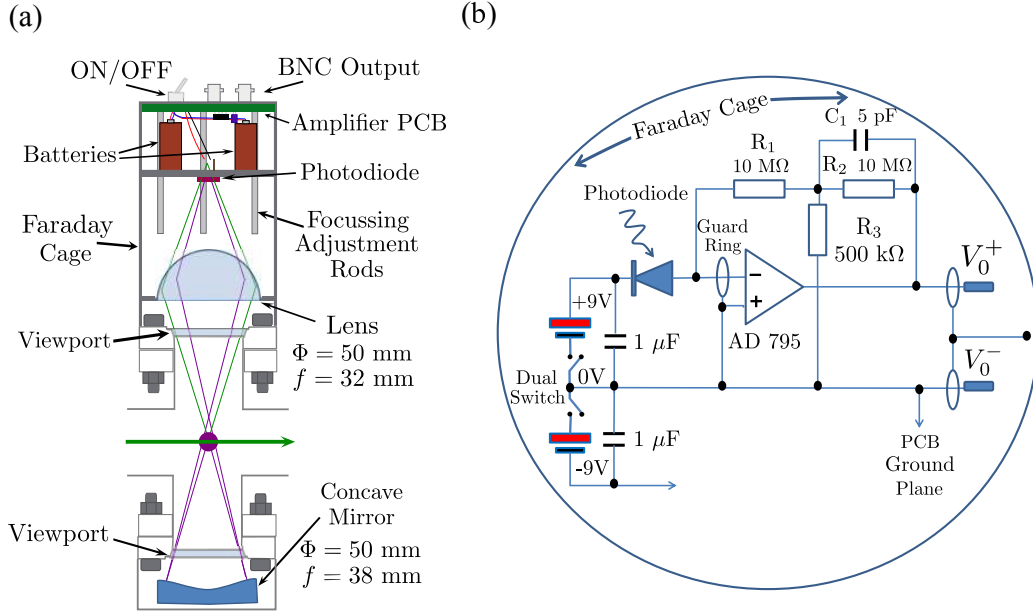 (a)
ON/OFF
BNC Output
Amplifier PCB
Batteries
Photodiode
Faraday
Cage
Focussing
Adjustment
Rods
Lens
Φ = 50 mm
f = 32 mm
Viewport
Concave
Mirror
Viewport
Φ = 50 mm
f = 38 mm
(b)
Faraday Cage
C1 5 pF
R1
10 MΩ
R2 10 MΩ
Photodiode
Guard
Ring
R3
500 kΩ
−
+
AD 795
+9V
1 μF
Dual
Switch
0V
1 μF
-9V
V0+
V0−
PCB
Ground
Plane